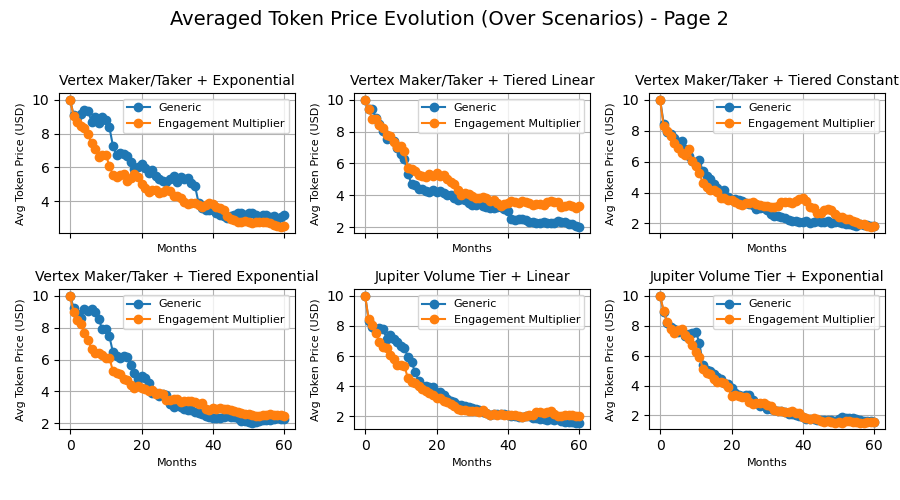 Averaged Token Price Evolution (Over Scenarios) - Page 2
Vertex Maker/Taker + Exponential
Avg Token Price (USD)
10
8
6
4
Generic
Engagement Multiplier
Months
Vertex Maker/Taker + Tiered Linear
Avg Token Price (USD)
10
8
6
4
2
Generic
Engagement Multiplier
Months
Vertex Maker/Taker + Tiered Constant
Avg Token Price (USD)
10
8
6
4
2
Generic
Engagement Multiplier
Months
Vertex Maker/Taker + Tiered Exponential
Avg Token Price (USD)
10
8
6
4
2
Generic
Engagement Multiplier
0 20 40 60
Months
Jupiter Volume Tier + Linear
Avg Token Price (USD)
10
8
6
4
2
Generic
Engagement Multiplier
0 20 40 60
Months
Jupiter Volume Tier + Exponential
Avg Token Price (USD)
10
8
6
4
2
Generic
Engagement Multiplier
0 20 40 60
Months